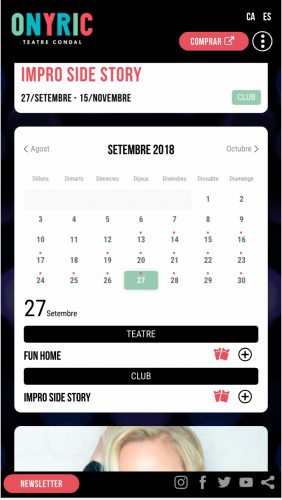 ONYRIC
TEATRE CONDAL
CA ES
COMPRAR
IMPRO SIDE STORY
27/SETEMBRE - 15/NOVEMBRE
CLUB
Agost
SETEMBRE 2018
Octubre
Dilluns Dimarts Dimecres Dijous Divendres Dissabte Diumenge
1 2
3 4 5 6 7 8 9
10 11 12 13 14 15 16
17 18 19 20 21 22 23
24 25 26 27 28 29 30
27 Setembre
TEATRE
FUN HOME
CLUB
IMPRO SIDE STORY
NEWSLETTER